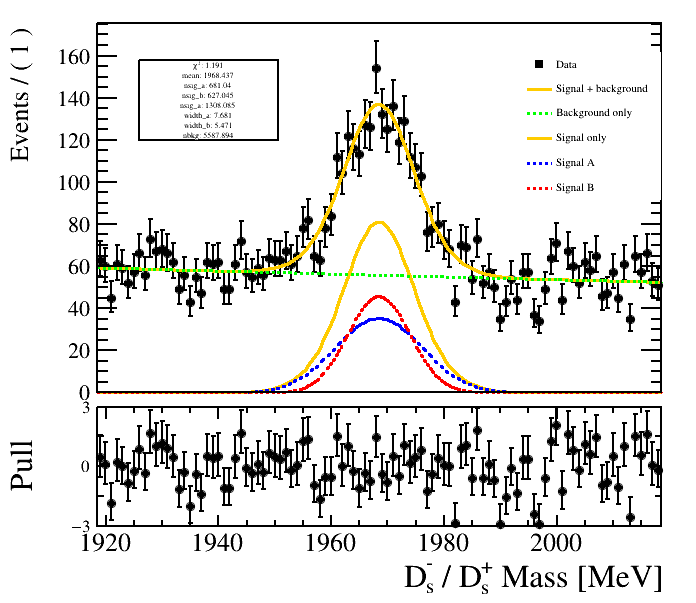 Events / ( 1 )
160
140
120
100
80
60
40
20
0
χ²: 1.191
mean: 1968.437
nsig_a: 681.04
nsig_b: 627.045
nsig_a: 1308.085
width_a: 7.681
width_b: 5.471
nbkg: 5587.894
Data
Signal + background
Background only
Signal only
Signal A
Signal B
Pull
3
0
−3
1920 1940 1960 1980 2000
D_s^- / D_s^+ Mass [MeV]